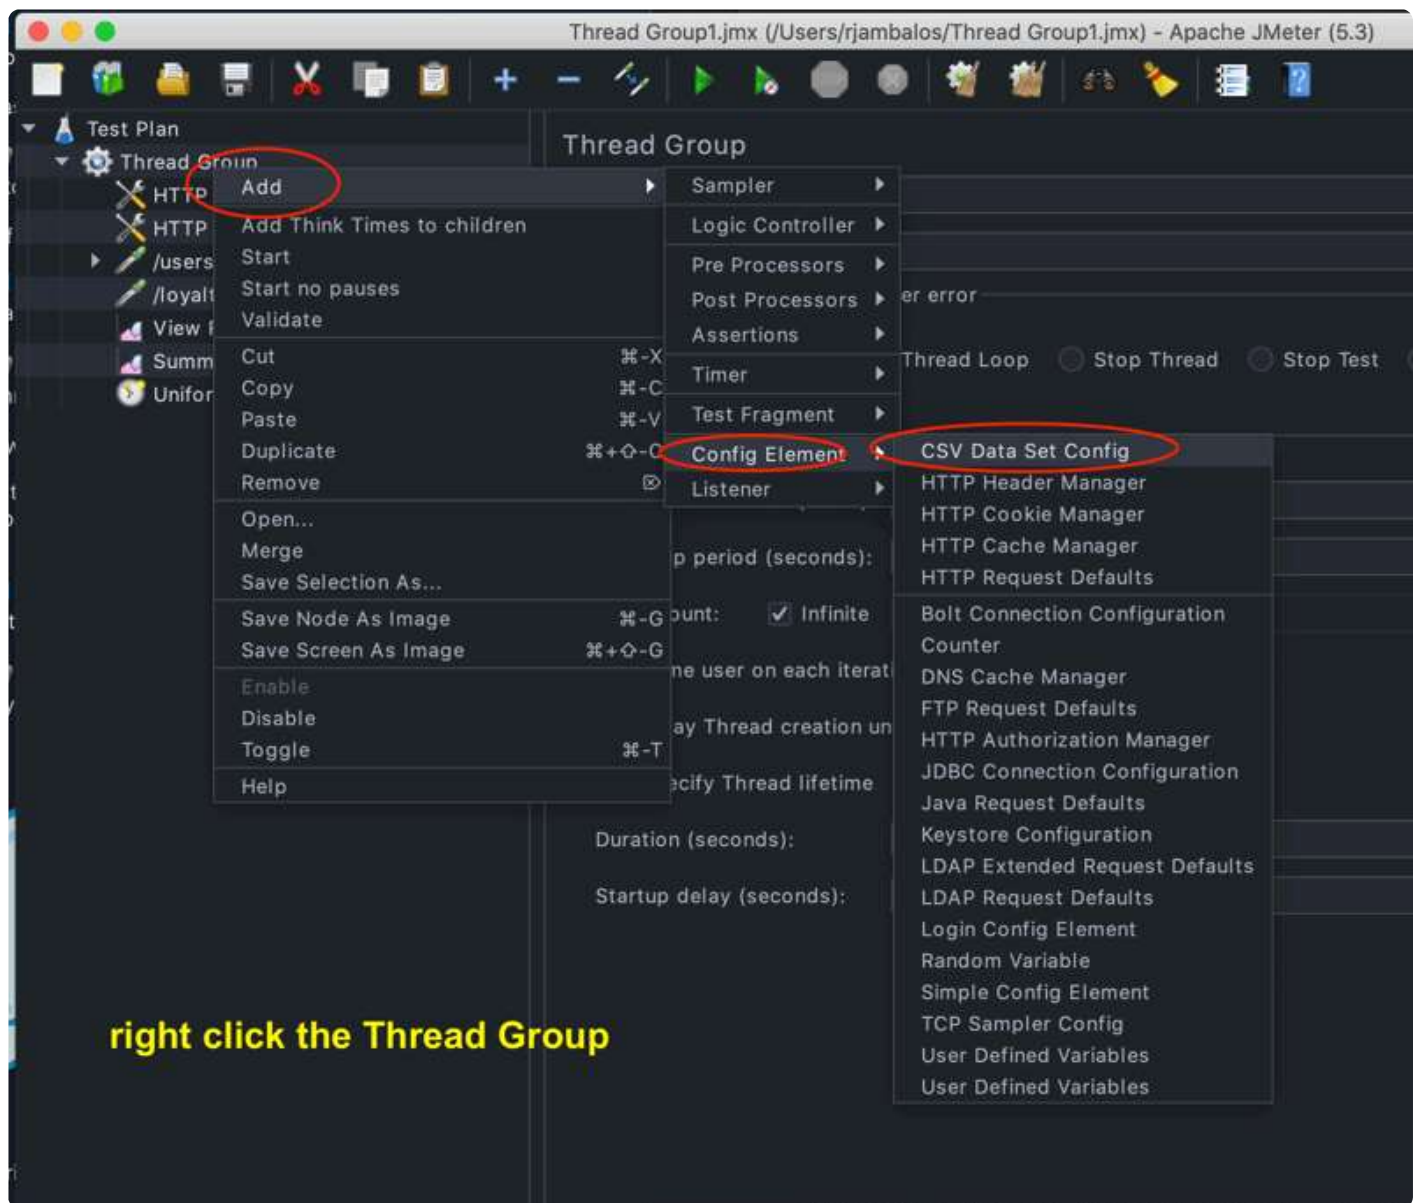 Thread Group1.jmx (/Users/rjambalos/Thread Group1.jmx) - Apache JMeter (5.3)
Test Plan
Thread Group
HTTP
HTTP
/users
/loyalt
View
Summ
Unifor
Add
Add Think Times to children
Start
Start no pauses
Validate
Cut ⌘-X
Copy ⌘-C
Paste ⌘-V
Duplicate ⌘+⇧-C
Remove ⌦
Open...
Merge
Save Selection As...
Save Node As Image ⌘-G
Save Screen As Image ⌘+⇧-G
Enable
Disable
Toggle ⌘-T
Help
Sampler
Logic Controller
Pre Processors
Post Processors
Assertions
Timer
Test Fragment
Config Element
Listener
CSV Data Set Config
HTTP Header Manager
HTTP Cookie Manager
HTTP Cache Manager
HTTP Request Defaults
Bolt Connection Configuration
Counter
DNS Cache Manager
FTP Request Defaults
HTTP Authorization Manager
JDBC Connection Configuration
Java Request Defaults
Keystore Configuration
LDAP Extended Request Defaults
LDAP Request Defaults
Login Config Element
Random Variable
Simple Config Element
TCP Sampler Config
User Defined Variables
User Defined Variables
Thread Group
er error
Thread Loop Stop Thread Stop Test
p period (seconds):
ount: Infinite
me user on each iterati
ay Thread creation un
ecify Thread lifetime
Duration (seconds):
Startup delay (seconds):
right click the Thread Group